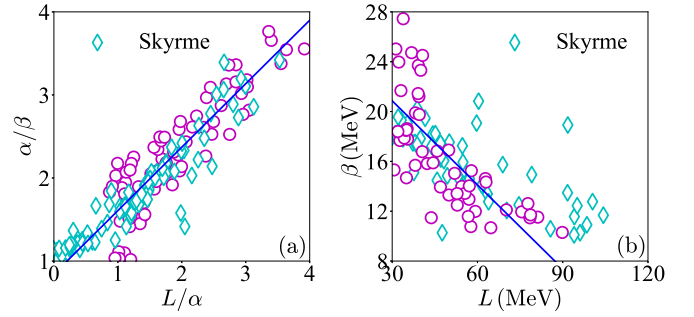 4
3
2
1
α/β
Skyrme
(a)
0 1 2 3 4
L/α
28
24
20
16
12
8
β (MeV)
Skyrme
(b)
30 60 90 120
L (MeV)